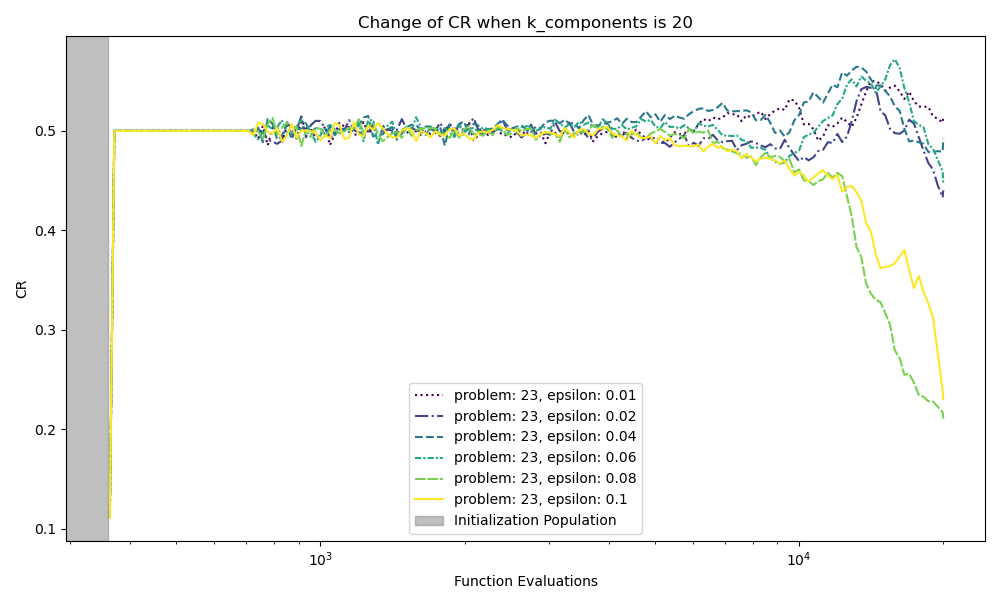 Change of CR when k_components is 20
CR
0.5
0.4
0.3
0.2
0.1
problem: 23, epsilon: 0.01
problem: 23, epsilon: 0.02
problem: 23, epsilon: 0.04
problem: 23, epsilon: 0.06
problem: 23, epsilon: 0.08
problem: 23, epsilon: 0.1
Initialization Population
10³ 10⁴
Function Evaluations